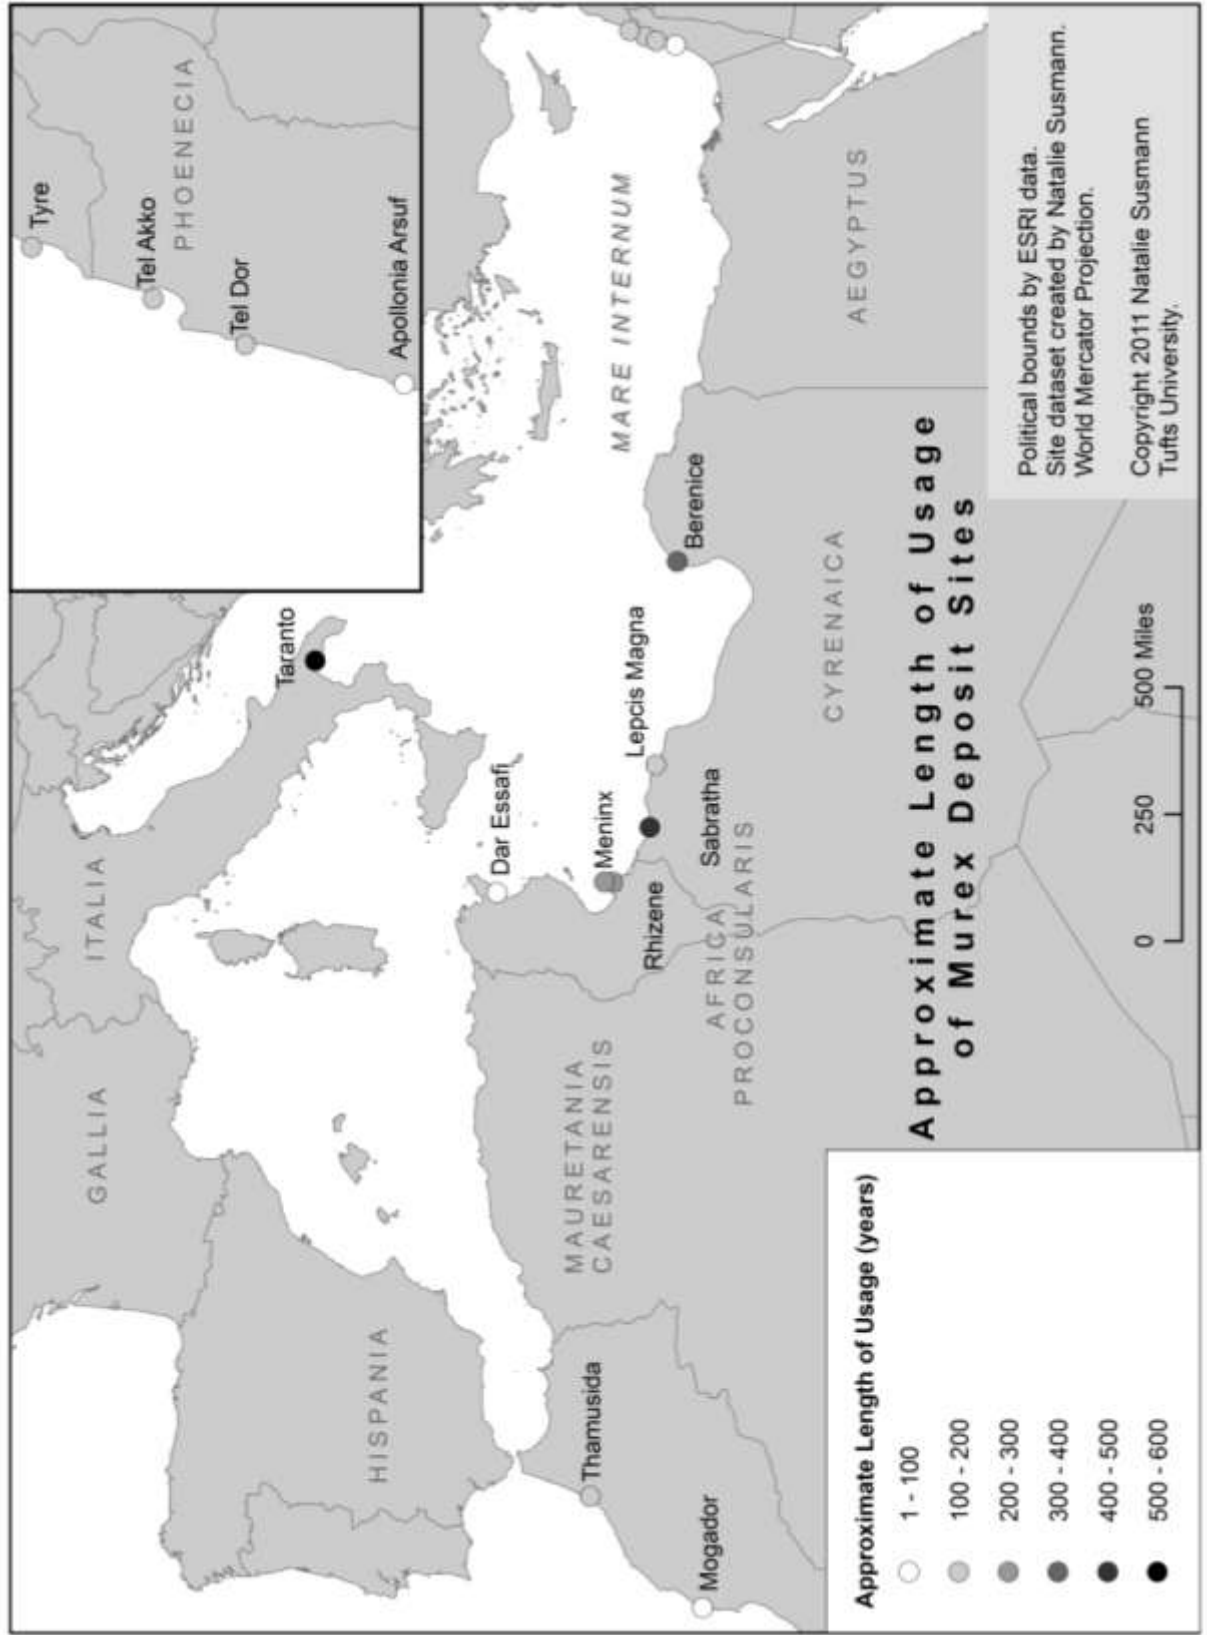 Approximate Length of Usage
of Murex Deposit Sites
GALLIA
ITALIA
HISPANIA
MAURETANIA
CAESARENSIS
AFRICA
PROCONSULARIS
CYRENAICA
AEGYPTUS
MARE INTERNUM
Mogador
Thamusida
Dar Essafi
Meninx
Rhizene
Sabratha
Lepcis Magna
Taranto
Berenice
Apollonia Arsuf
Tel Dor
Tel Akko
Tyre
PHOENECIA
Approximate Length of Usage (years)
1 - 100
100 - 200
200 - 300
300 - 400
400 - 500
500 - 600
0 250 500 Miles
Political bounds by ESRI data.
Site dataset created by Natalie Susmann.
World Mercator Projection.
Copyright 2011 Natalie Susmann
Tufts University.